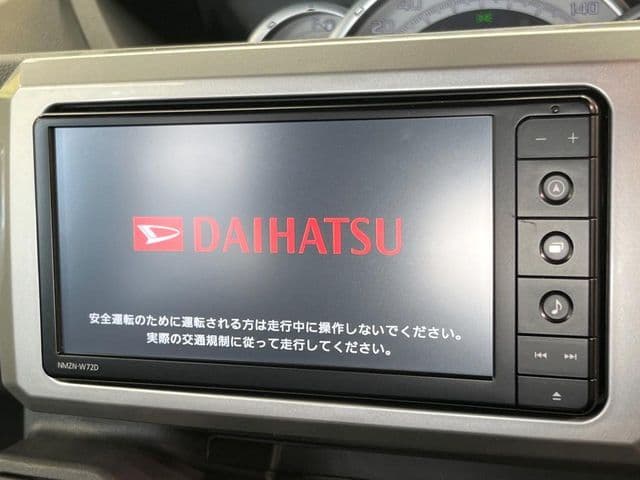 140
DAIHATSU
安全運転のために運転される方は走行中に操作しないでください。
実際の交通規制に従って走行してください。
NMZN-W72D